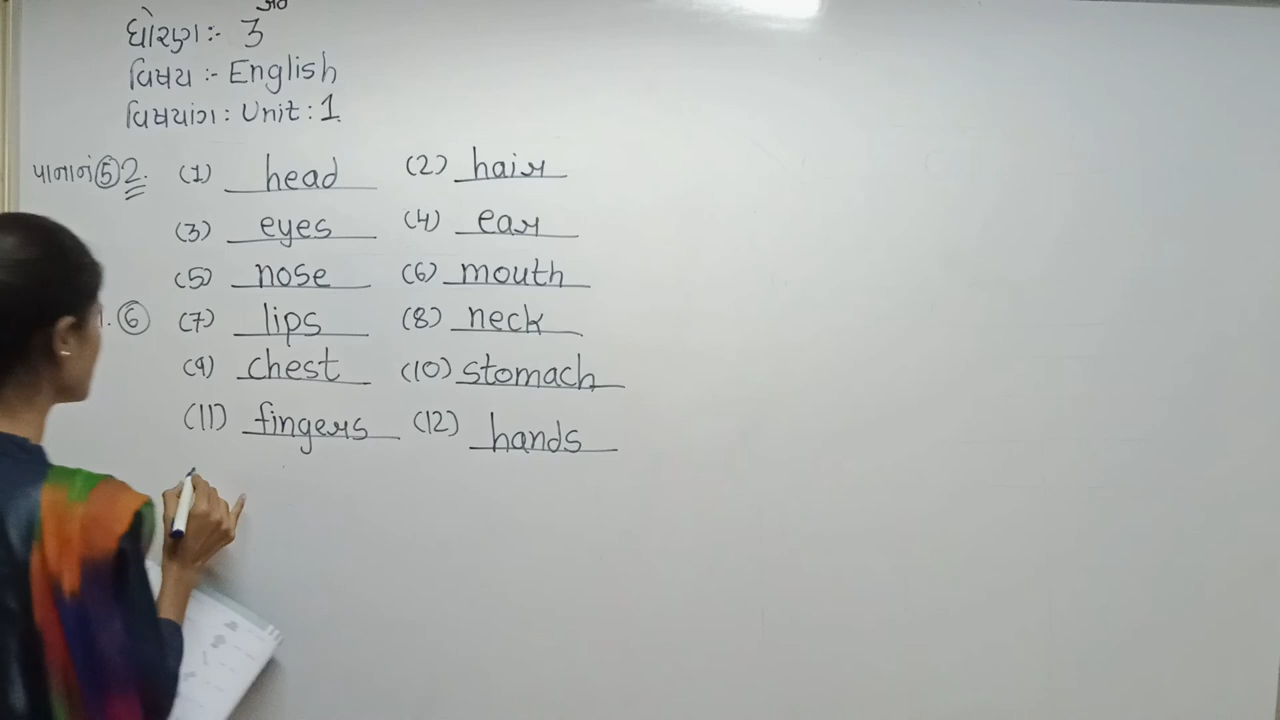 ધોરણ :- 3
વિષય :- English
વિષયાંગ : Unit : 1.
પાનાનં ⑤ 2. (1) head (2) hair
(3) eyes (4) ear
(5) nose (6) mouth
⑥ (7) lips (8) neck
(9) chest (10) stomach
(11) fingers (12) hands